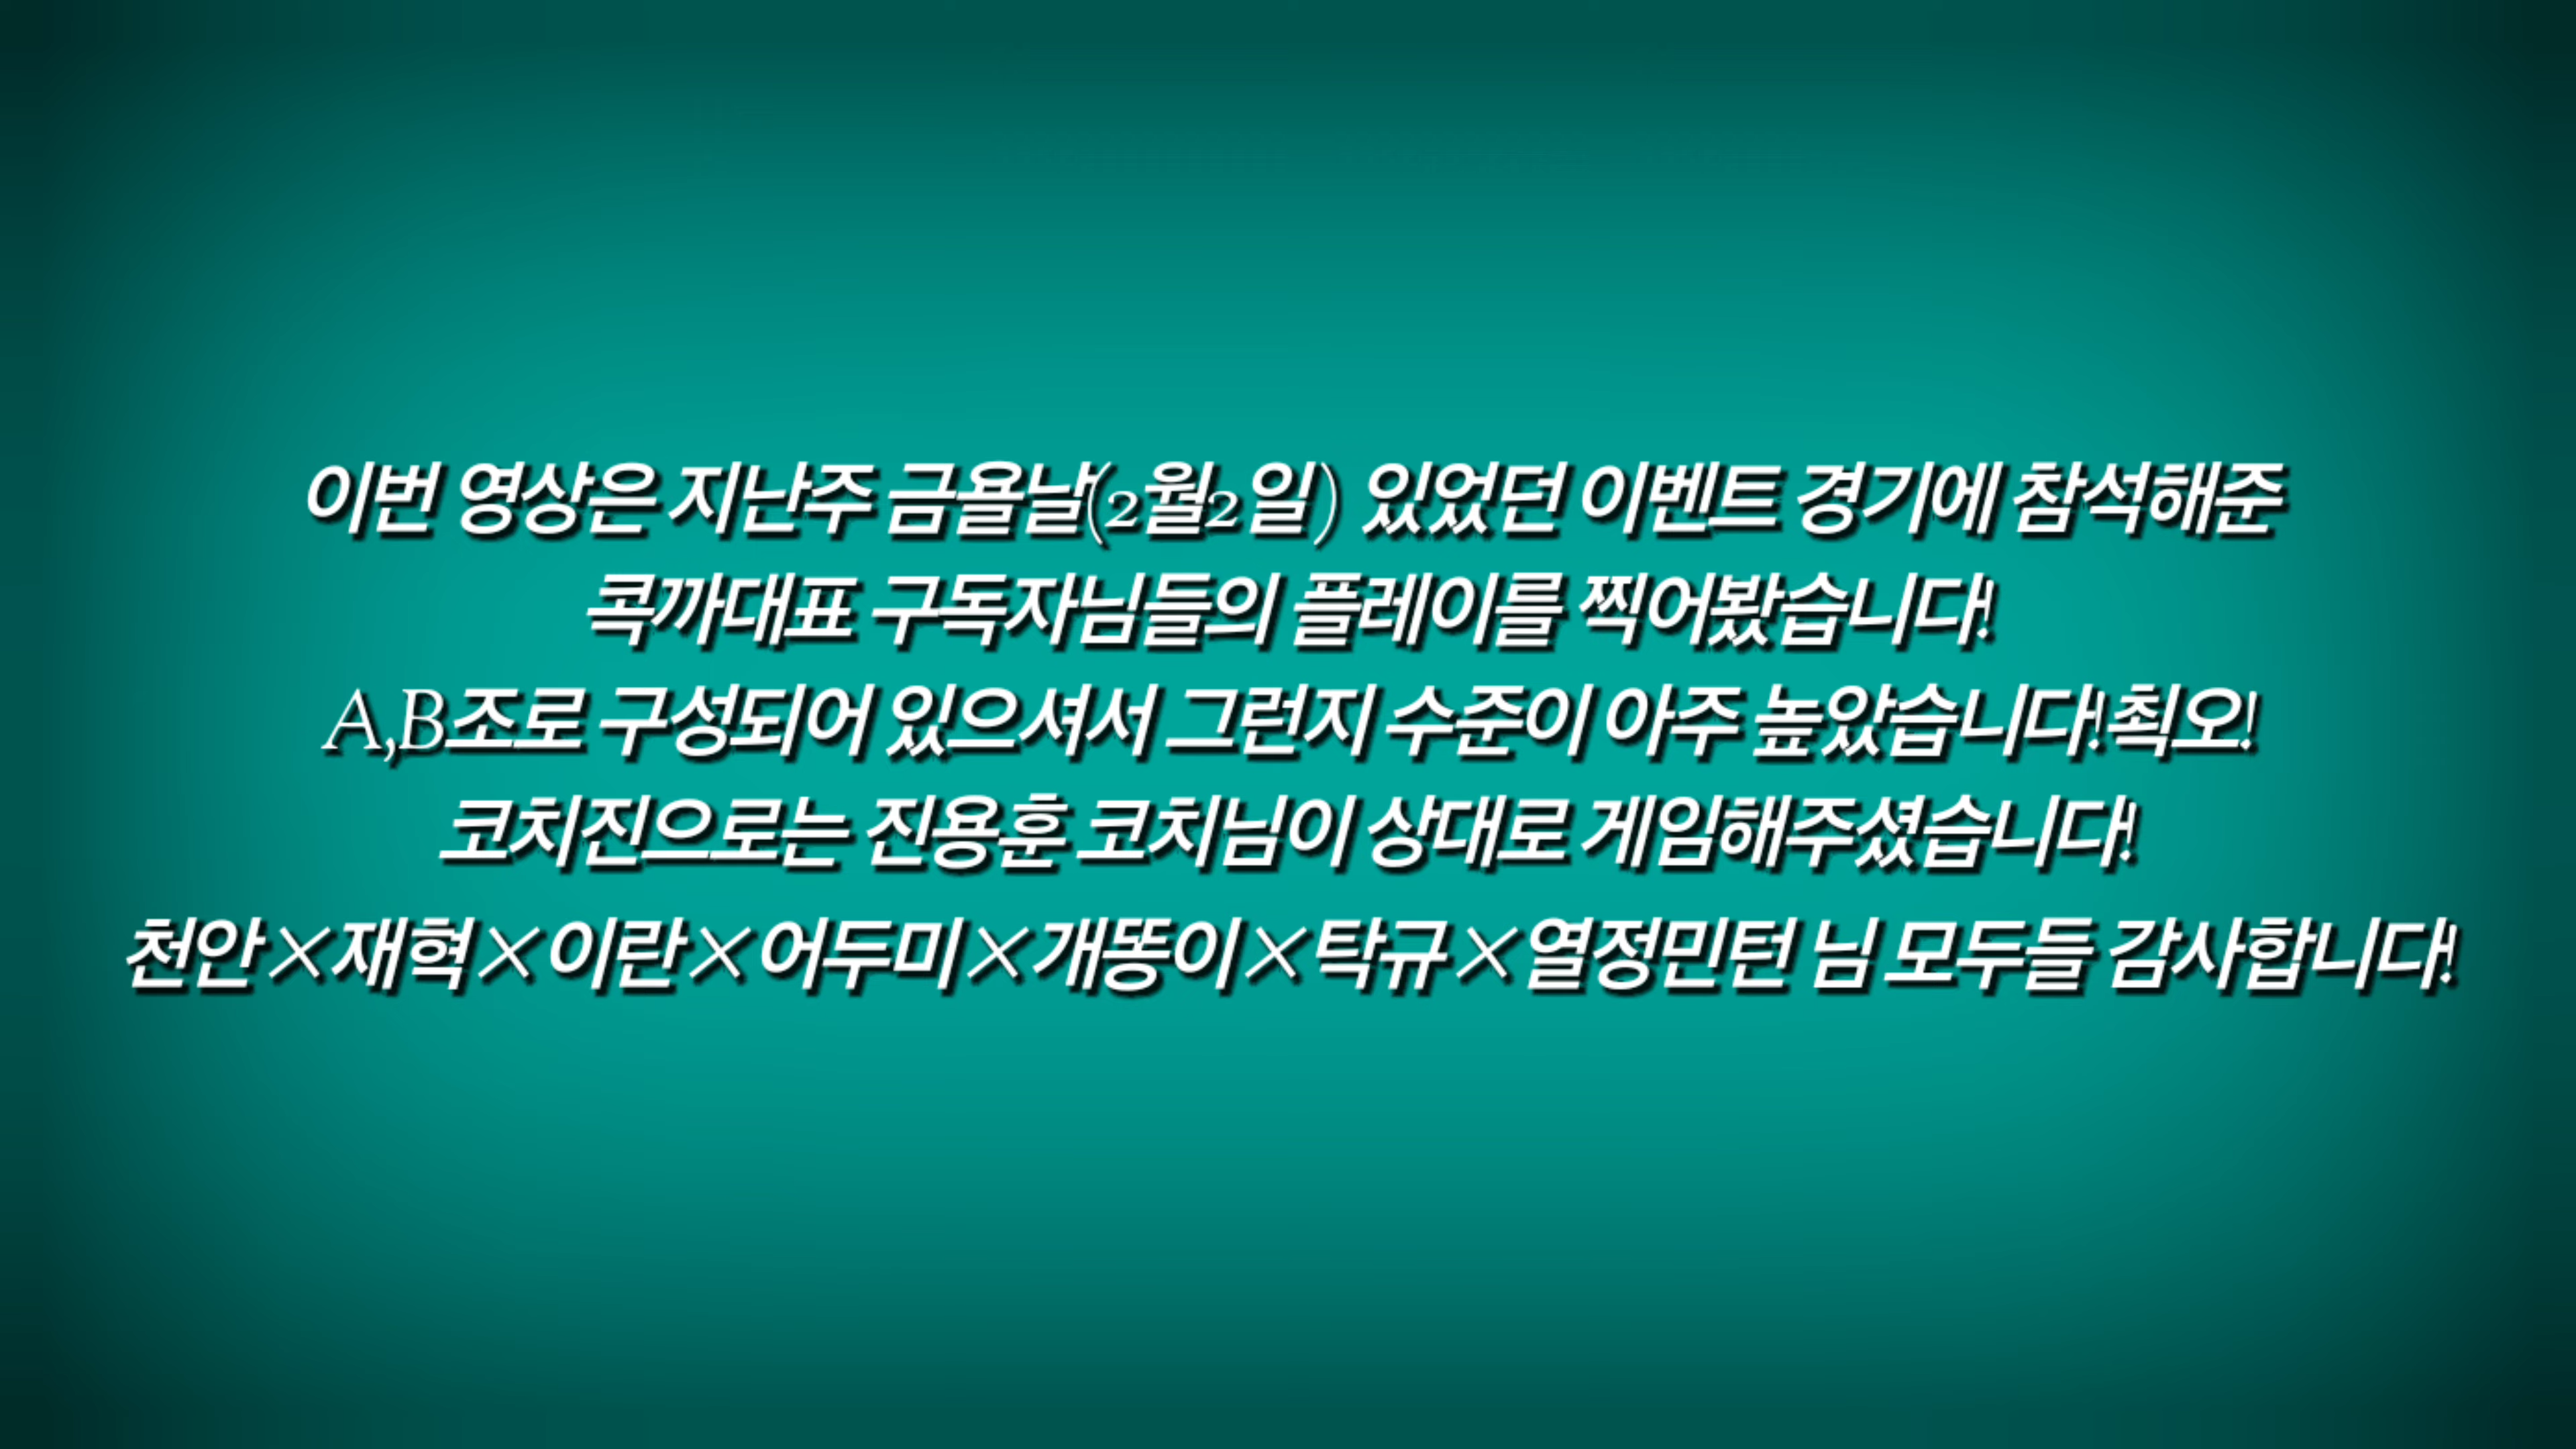 이번 영상은 지난주 금욜날(2월2일) 있었던 이벤트 경기에 참석해준
콕까대표 구독자님들의 플레이를 찍어봤습니다!
A,B조로 구성되어 있으셔서 그런지 수준이 아주 높았습니다!쵝오!
코치진으로는 진용훈 코치님이 상대로 게임해주셨습니다!
천안×재혁×이란×어두미×개똥이×탁규×열정민턴 님 모두들 감사합니다!